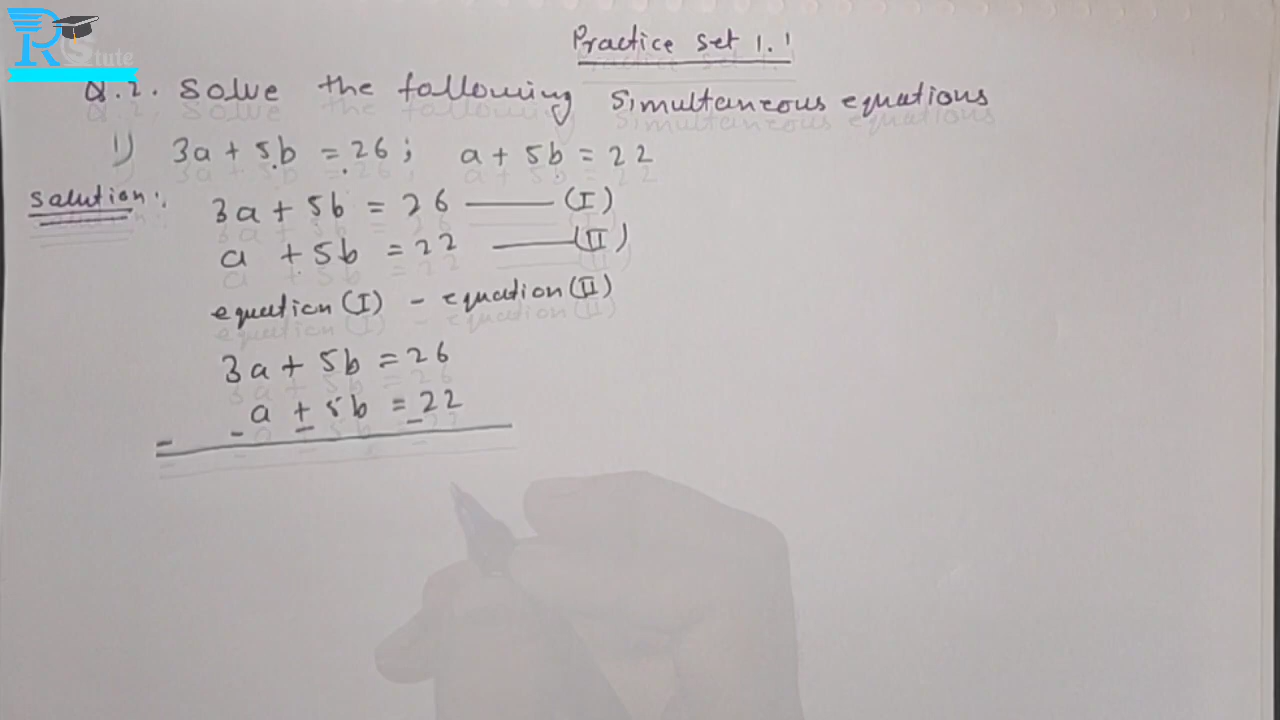 RStute
Practice set 1.1
Q.2. Solve the following simultaneous equations
1) 3a + 5b = 26; a + 5b = 22
Solution:
3a + 5b = 26 —— (I)
a + 5b = 22 —— (II)
equation (I) - equation (II)
3a + 5b = 26
a + 5b = 22
- - - -